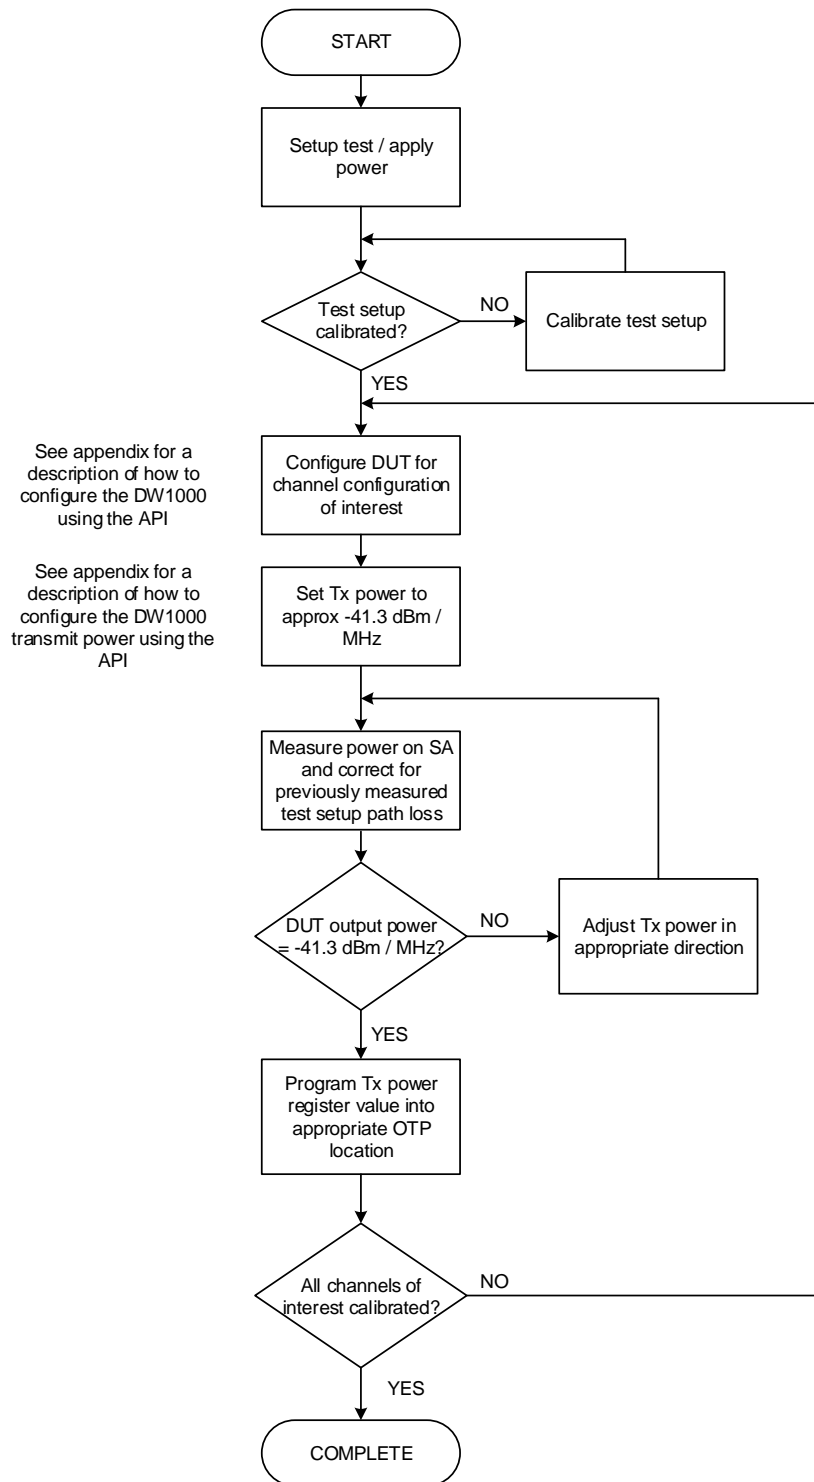 START
Setup test / apply
power
Test setup
calibrated?
NO
Calibrate test setup
YES
See appendix for a
description of how to
configure the DW1000
using the API
Configure DUT for
channel configuration
of interest
See appendix for a
description of how to
configure the DW1000
transmit power using the
API
Set Tx power to
approx -41.3 dBm /
MHz
Measure power on SA
and correct for
previously measured
test setup path loss
DUT output power
= -41.3 dBm / MHz?
NO
Adjust Tx power in
appropriate direction
YES
Program Tx power
register value into
appropriate OTP
location
All channels of
interest calibrated?
NO
YES
COMPLETE